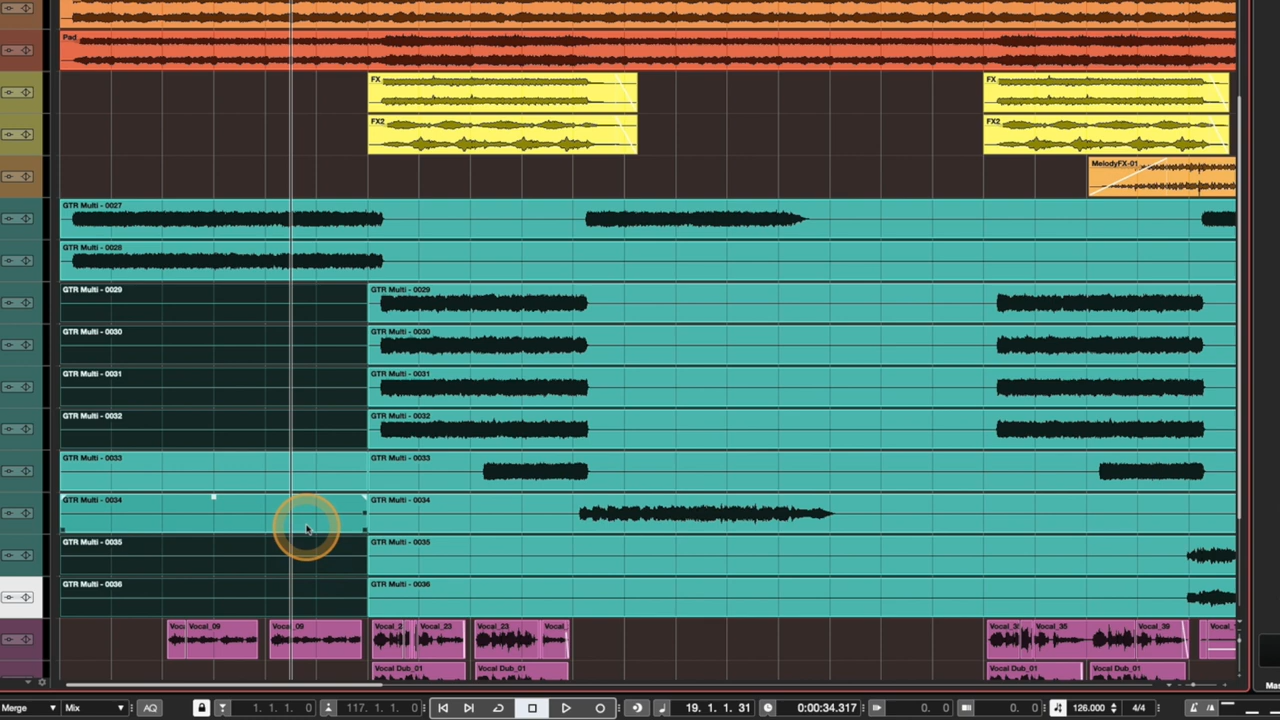 Pad
FX FX
FX2 FX2
MelodyFX-01
GTR Multi - 0027
GTR Multi - 0028
GTR Multi - 0029 GTR Multi - 0029
GTR Multi - 0030 GTR Multi - 0030
GTR Multi - 0031 GTR Multi - 0031
GTR Multi - 0032 GTR Multi - 0032
GTR Multi - 0033 GTR Multi - 0033
GTR Multi - 0034 GTR Multi - 0034
GTR Multi - 0035 GTR Multi - 0035
GTR Multi - 0036 GTR Multi - 0036
Vocal_09 Vocal_09 Vocal_2 Vocal_23 Vocal_23 Vocal_ Vocal_35 Vocal_39
Vocal Dub_01 Vocal Dub_01 Vocal Dub_01 Vocal Dub_01
Merge Mix AQ 1. 1. 1. 0 117. 1. 1. 0 19. 1. 1. 31 0:00:34.317 0. 0 0. 0 126.000 4/4